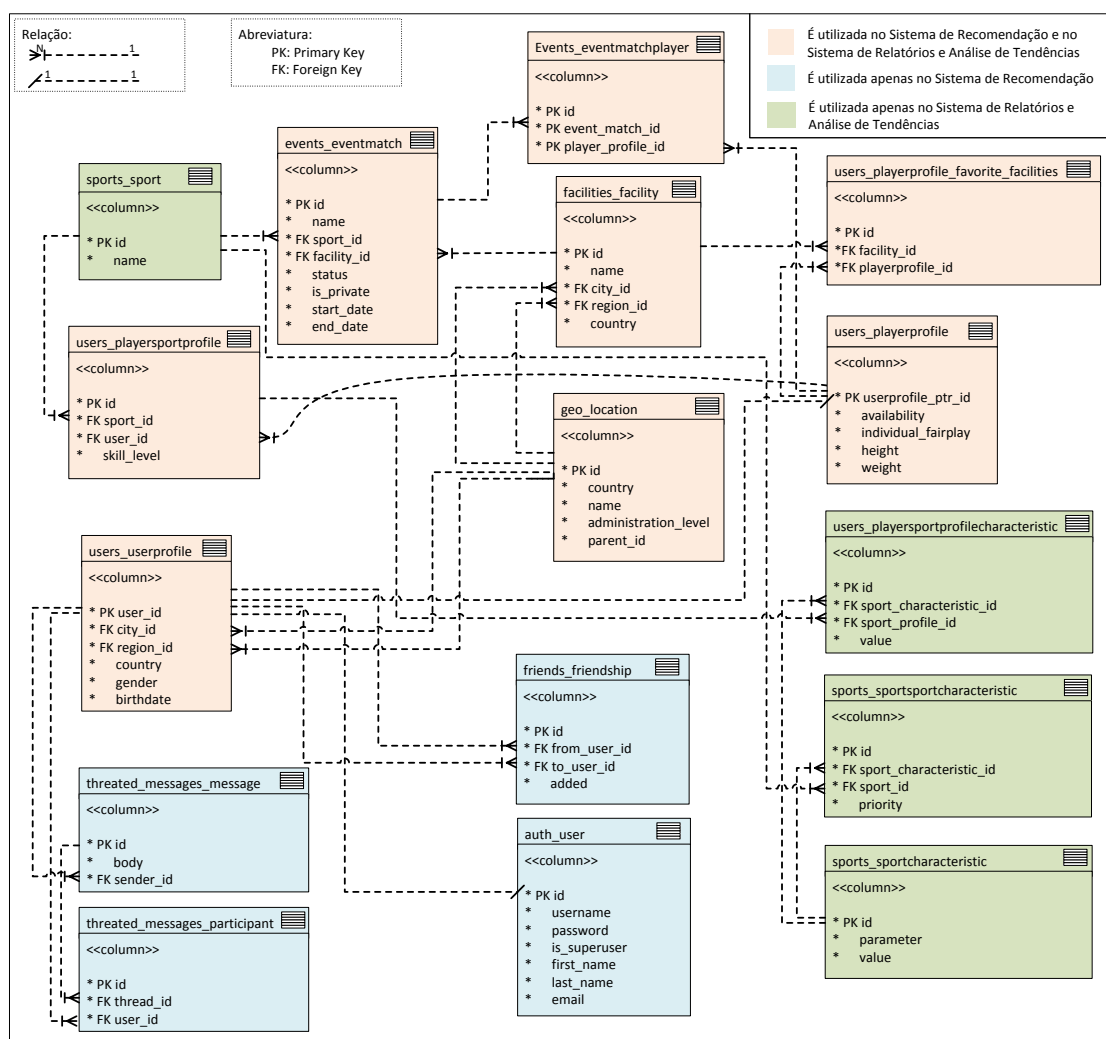 Relação:
N 1
1 1
Abreviatura:
PK: Primary Key
FK: Foreign Key
É utilizada no Sistema de Recomendação e no
Sistema de Relatórios e Análise de Tendências
É utilizada apenas no Sistema de Recomendação
É utilizada apenas no Sistema de Relatórios e
Análise de Tendências
Events_eventmatchplayer
<<column>>
* PK id
* PK event_match_id
* PK player_profile_id
events_eventmatch
<<column>>
* PK id
* name
* FK sport_id
* FK facility_id
* status
* is_private
* start_date
* end_date
sports_sport
<<column>>
* PK id
* name
facilities_facility
<<column>>
* PK id
* name
* FK city_id
* FK region_id
* country
users_playerprofile_favorite_facilities
<<column>>
* PK id
*FK facility_id
*FK playerprofile_id
users_playersportprofile
<<column>>
* PK id
* FK sport_id
* FK user_id
* skill_level
users_playerprofile
<<column>>
* PK userprofile_ptr_id
* availability
* individual_fairplay
* height
* weight
geo_location
<<column>>
* PK id
* country
* name
* administration_level
* parent_id
users_userprofile
<<column>>
* PK user_id
* FK city_id
* FK region_id
* country
* gender
* birthdate
users_playersportprofilecharacteristic
<<column>>
* PK id
* FK sport_characteristic_id
* FK sport_profile_id
* value
friends_friendship
<<column>>
* PK id
* FK from_user_id
* FK to_user_id
* added
sports_sportsportcharacteristic
<<column>>
* PK id
* FK sport_characteristic_id
* FK sport_id
* priority
threated_messages_message
<<column>>
* PK id
* body
* FK sender_id
auth_user
<<column>>
* PK id
* username
* password
* is_superuser
* first_name
* last_name
* email
sports_sportcharacteristic
<<column>>
* PK id
* parameter
* value
threated_messages_participant
<<column>>
* PK id
* FK thread_id
* FK user_id